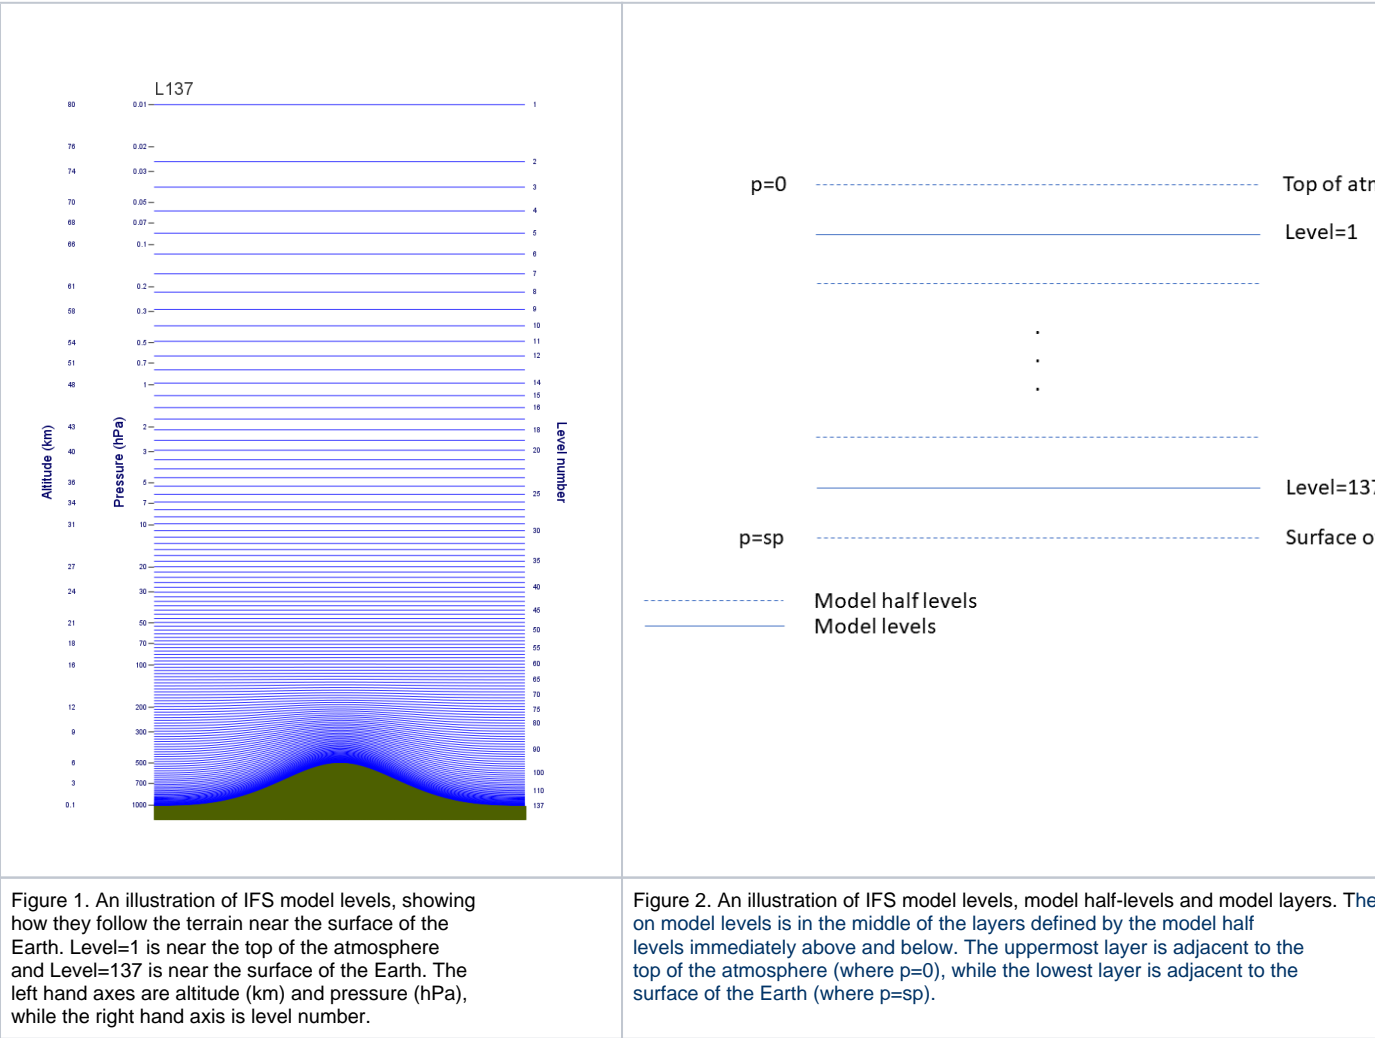 L137
80 0.01 1
76 0.02
2
74 0.03
3
70 0.05
4
68 0.07
5
66 0.1
6
7
61 0.2
8
9
58 0.3
10
54 0.5 11
12
51 0.7
48 1 14
15
16
43 2 18
40 3 20
36 5
25
34 7
31 10
30
35
27 20
40
24 30
45
21 50
50
18 70
55
16 100 60
65
70
12 200 75
80
9 300
90
6 500
100
3 700
110
0.1 1000 137
Altitude (km)
Pressure (hPa)
Level number
p=0 Top of atm
Level=1
.
.
.
Level=137
p=sp Surface o
Model half levels
Model levels
Figure 1. An illustration of IFS model levels, showing
how they follow the terrain near the surface of the
Earth. Level=1 is near the top of the atmosphere
and Level=137 is near the surface of the Earth. The
left hand axes are altitude (km) and pressure (hPa),
while the right hand axis is level number.
Figure 2. An illustration of IFS model levels, model half-levels and model layers. The
on model levels is in the middle of the layers defined by the model half
levels immediately above and below. The uppermost layer is adjacent to the
top of the atmosphere (where p=0), while the lowest layer is adjacent to the
surface of the Earth (where p=sp).